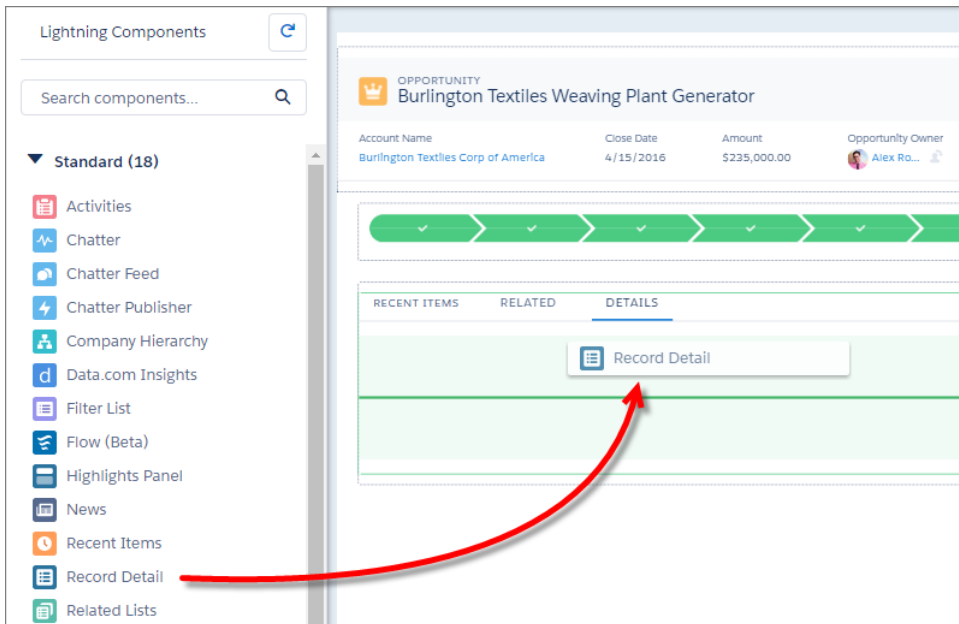 Lightning Components
Search components...
Standard (18)
Activities
Chatter
Chatter Feed
Chatter Publisher
Company Hierarchy
d Data.com Insights
Filter List
Flow (Beta)
Highlights Panel
News
Recent Items
Record Detail
Related Lists
OPPORTUNITY
Burlington Textiles Weaving Plant Generator
Account Name Close Date Amount Opportunity Owner
Burlington Textiles Corp of America 4/15/2016 $235,000.00 Alex Ro...
RECENT ITEMS RELATED DETAILS
Record Detail